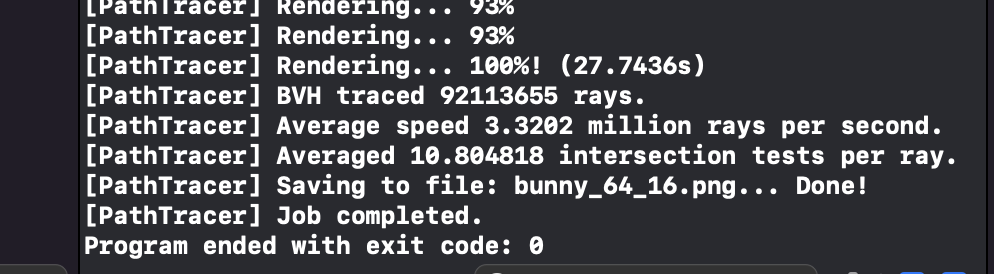 [PathTracer] Rendering... 93%
[PathTracer] Rendering... 93%
[PathTracer] Rendering... 100%! (27.7436s)
[PathTracer] BVH traced 92113655 rays.
[PathTracer] Average speed 3.3202 million rays per second.
[PathTracer] Averaged 10.804818 intersection tests per ray.
[PathTracer] Saving to file: bunny_64_16.png... Done!
[PathTracer] Job completed.
Program ended with exit code: 0